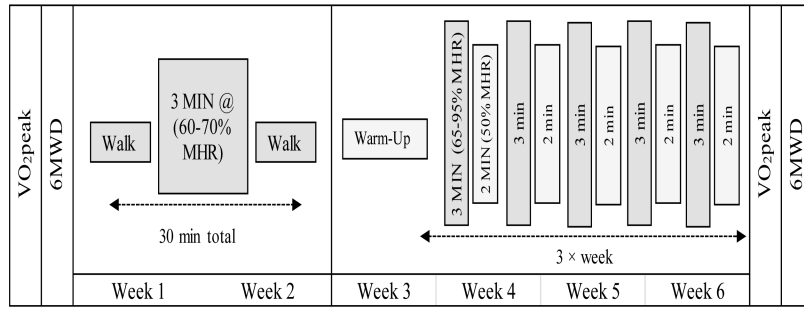 VO₂peak
6MWD
Walk
3 MIN @
(60-70%
MHR)
Walk
30 min total
Warm-Up
3 MIN (65-95% MHR)
2 MIN (50% MHR)
3 min
2 min
3 min
2 min
3 min
2 min
3 min
2 min
3 × week
VO₂peak
6MWD
Week 1
Week 2
Week 3
Week 4
Week 5
Week 6